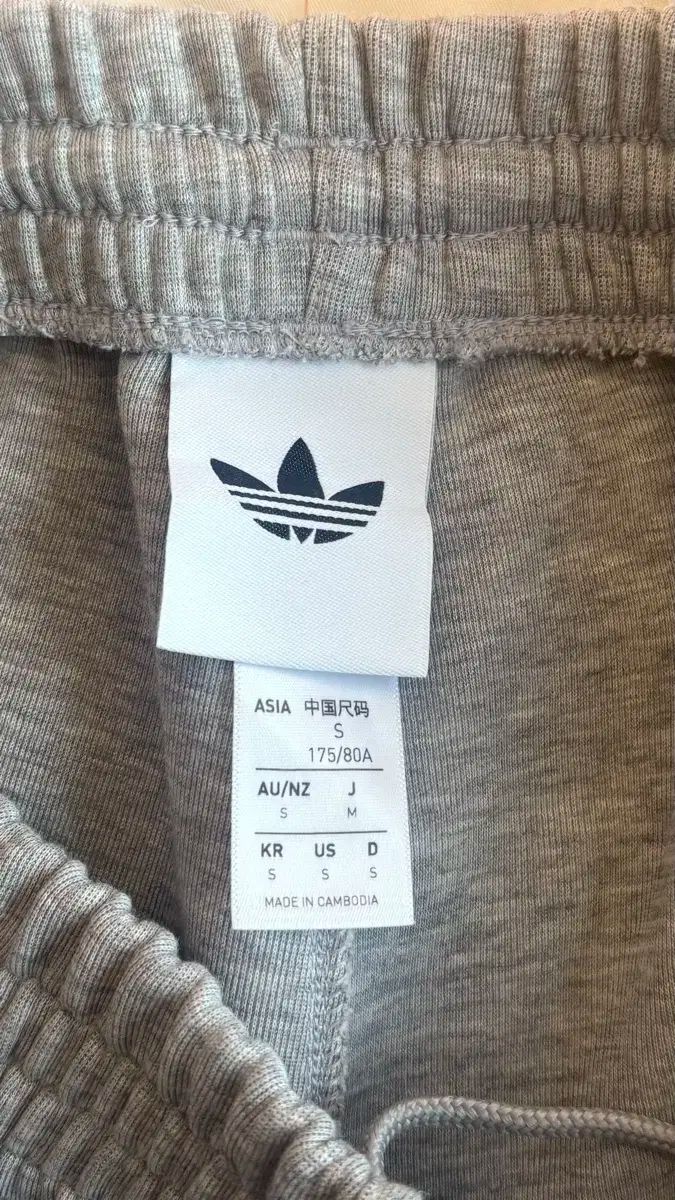 ASIA 中国尺码
S
175/80A
AU/NZ J
S M
KR US D
S S S
MADE IN CAMBODIA